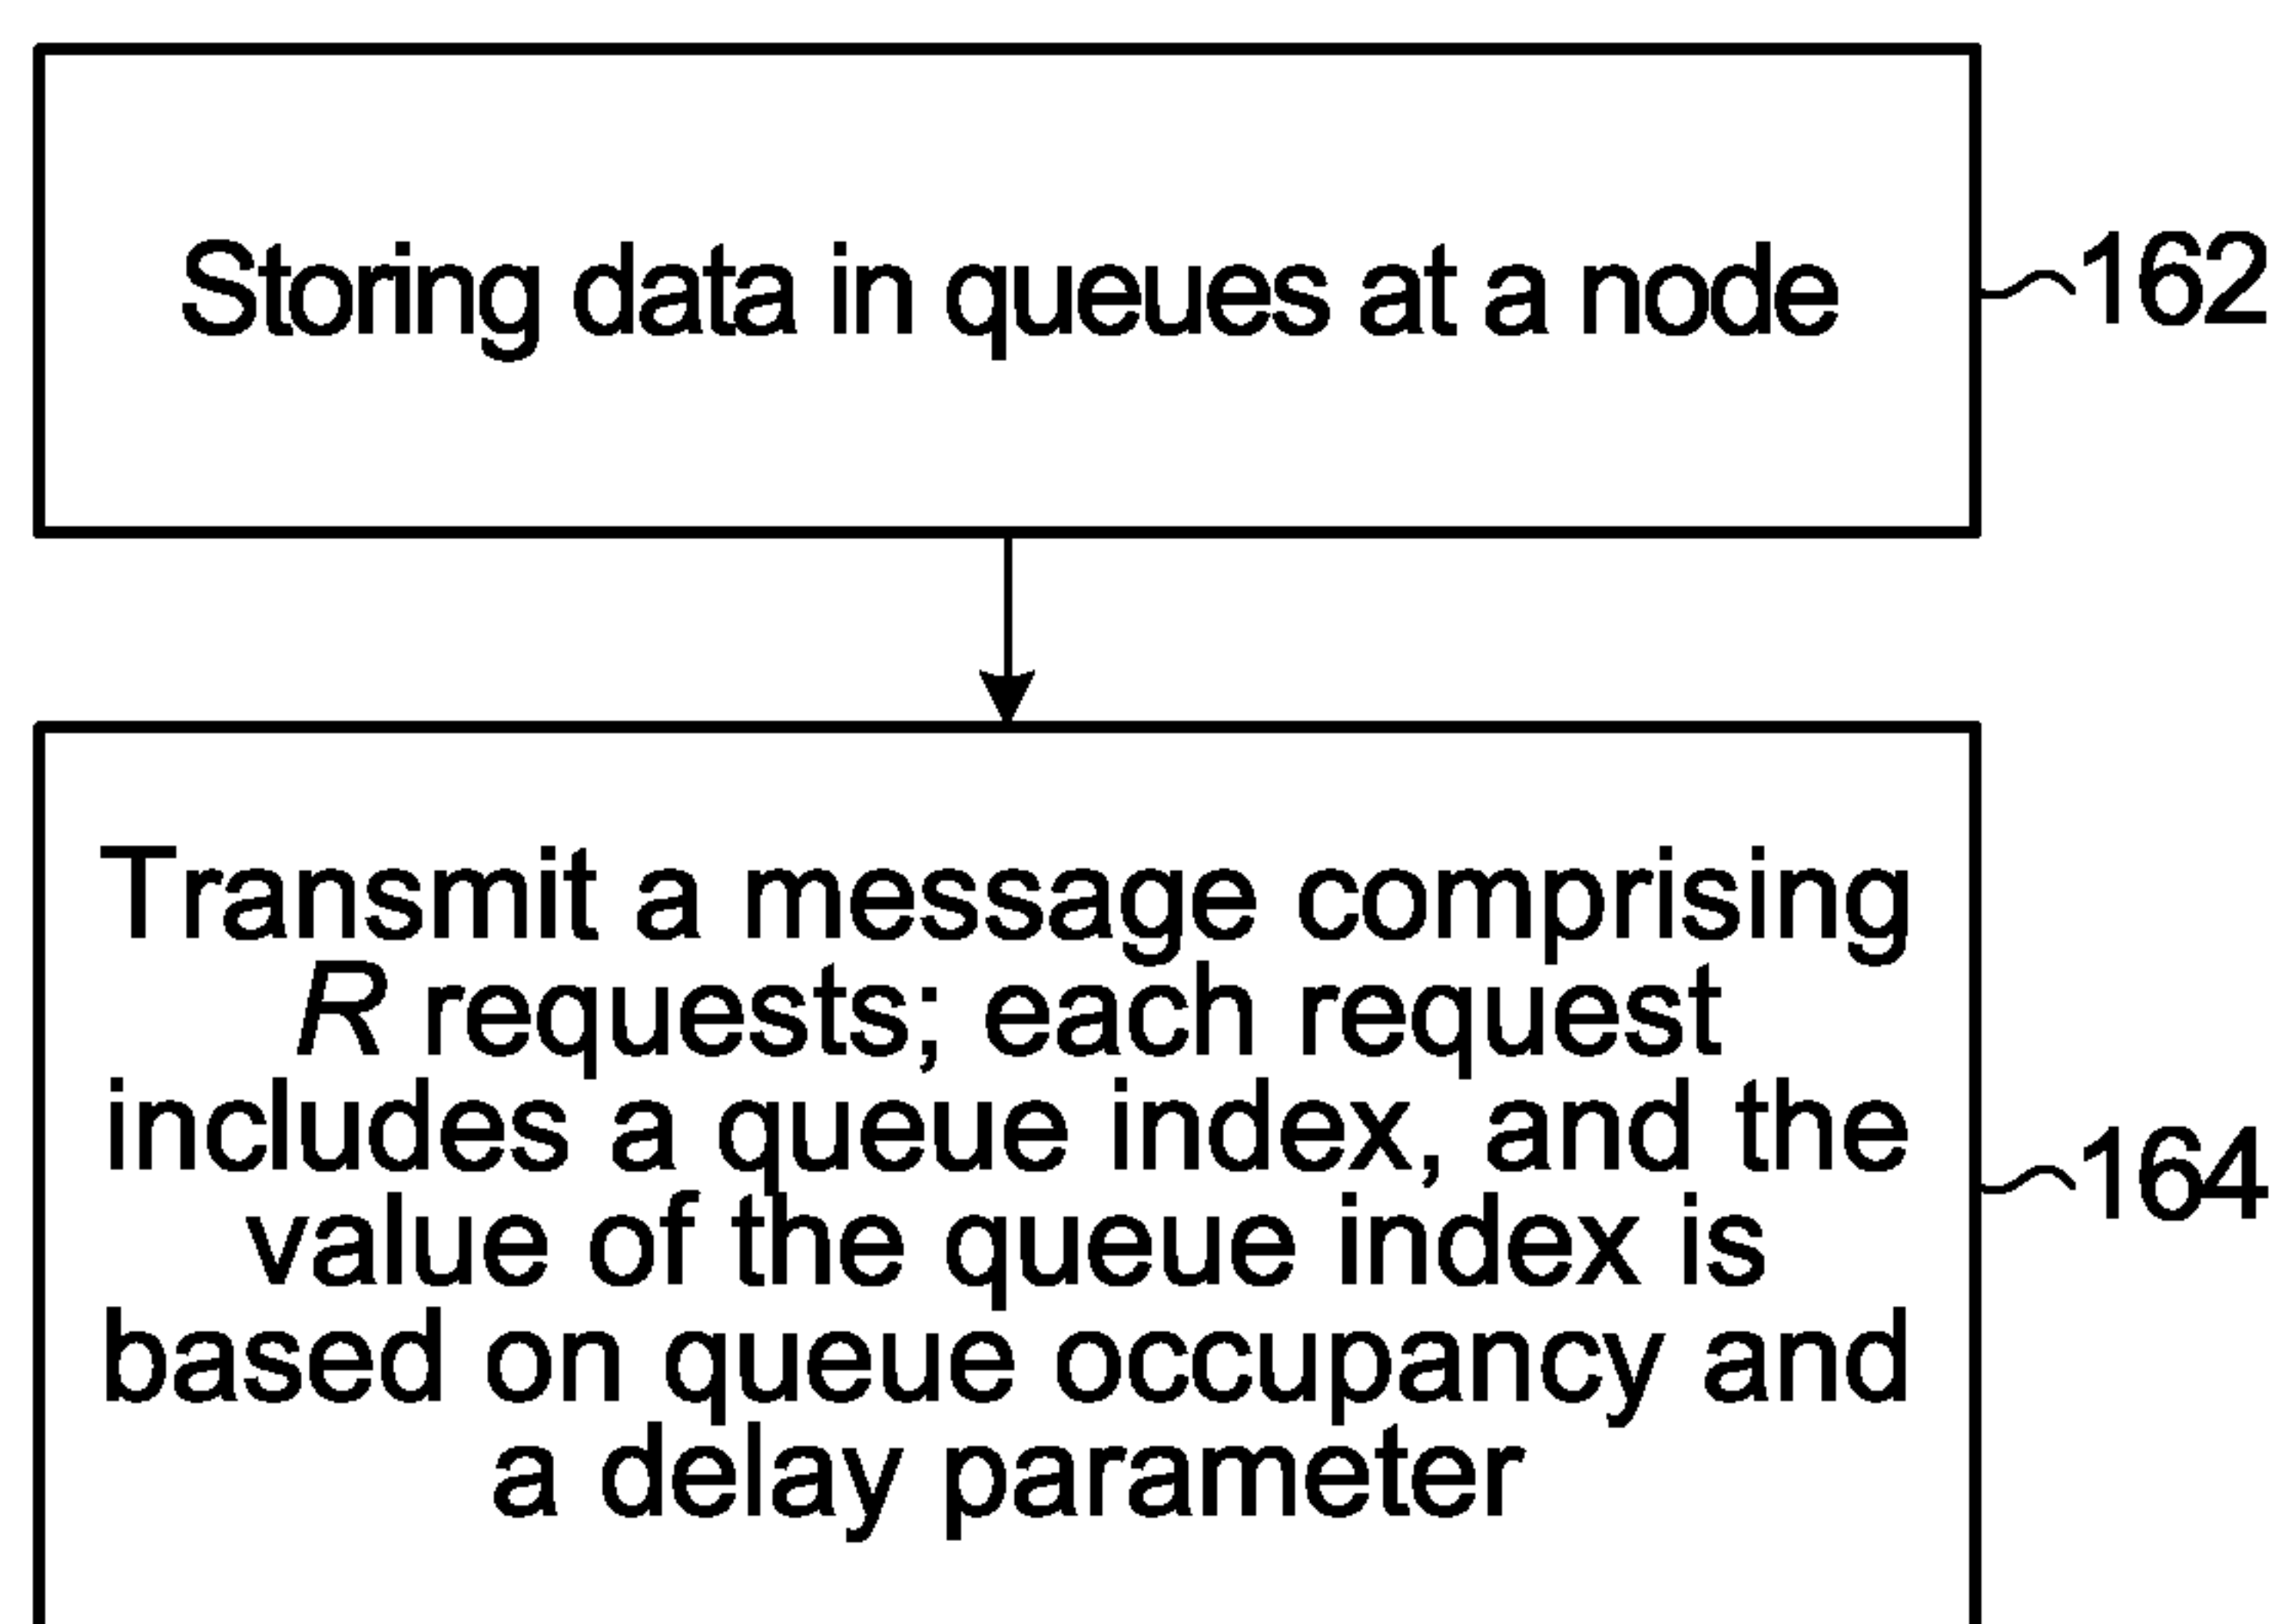 Storing data in queues at a node
162
Transmit a message comprising
R requests; each request
includes a queue index, and the
value of the queue index is
based on queue occupancy and
a delay parameter
164